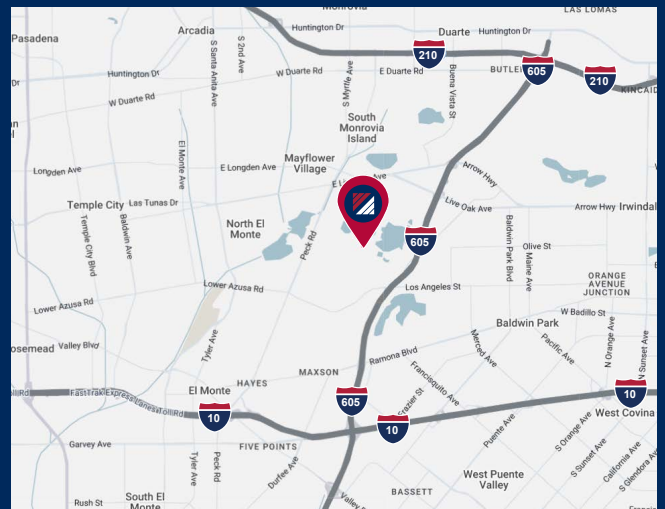 Monrovia
LAS LOMAS
Huntington Dr
Duarte
Huntington Dr
Arcadia
Pasadena
S Santa Anita Ave
S 2nd Ave
210
605
210
W Duarte Rd
E Duarte Rd
Huntington Dr
S Myrtle Ave
Buena Vista St
W Duarte Rd
South
Monrovia
Island
El Monte Ave
Mayflower
Village
Longden Ave
E Longden Ave
Arrow Hwy
Temple City
Las Tunas Dr
Live Oak Ave
Arrow Hwy
Temple City Blvd
Baldwin Ave
North El
Monte
Peck Rd
605
Baldwin Park Blvd
N Maine Ave
Olive St
ORANGE
AVENUE
JUNCTION
Lower Azusa Rd
Lower Azusa Rd
Los Angeles St
W Badillo St
Baldwin Park
Valley Blvd
Tyler Ave
Ramona Blvd
Merced Ave
Pacific Ave
N Orange Ave
N Sunset Ave
MAXSON
Francisquito Ave
El Monte
HAYES
FasTrak Express Lanes
Toll Rd
10
605
10
10
Frazier St
West Covina
Garvey Ave
FIVE POINTS
Puente Ave
S Orange Ave
S Sunset Ave
California Ave
Tyler Ave
Peck Rd
Durfee Ave
West Puente
Valley
BASSETT
Rush St
South El
Monte